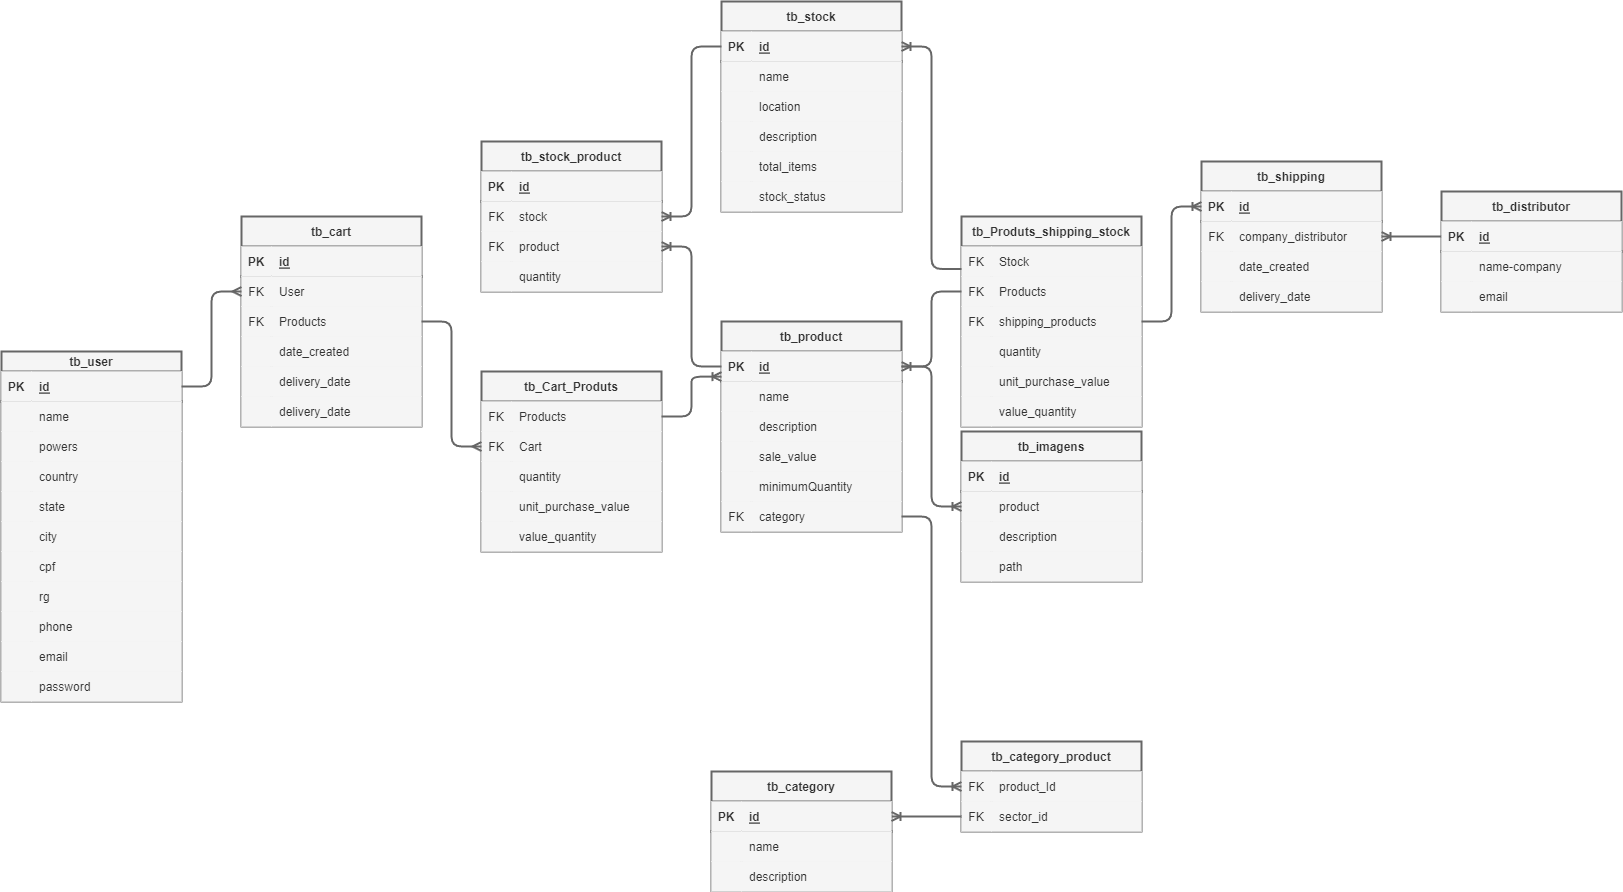 tb_stock
PK id
name
location
description
total_items
stock_status
tb_stock_product
PK id
FK stock
FK product
quantity
tb_shipping
PK id
FK company_distributor
date_created
delivery_date
tb_distributor
PK id
name-company
email
tb_cart
PK id
FK User
FK Products
date_created
delivery_date
delivery_date
tb_Produts_shipping_stock
FK Stock
FK Products
FK shipping_products
quantity
unit_purchase_value
value_quantity
tb_product
PK id
name
description
sale_value
minimumQuantity
FK category
tb_user
PK id
name
powers
country
state
city
cpf
rg
phone
email
password
tb_Cart_Produts
FK Products
FK Cart
quantity
unit_purchase_value
value_quantity
tb_imagens
PK id
product
description
path
tb_category_product
FK product_Id
FK sector_id
tb_category
PK id
name
description